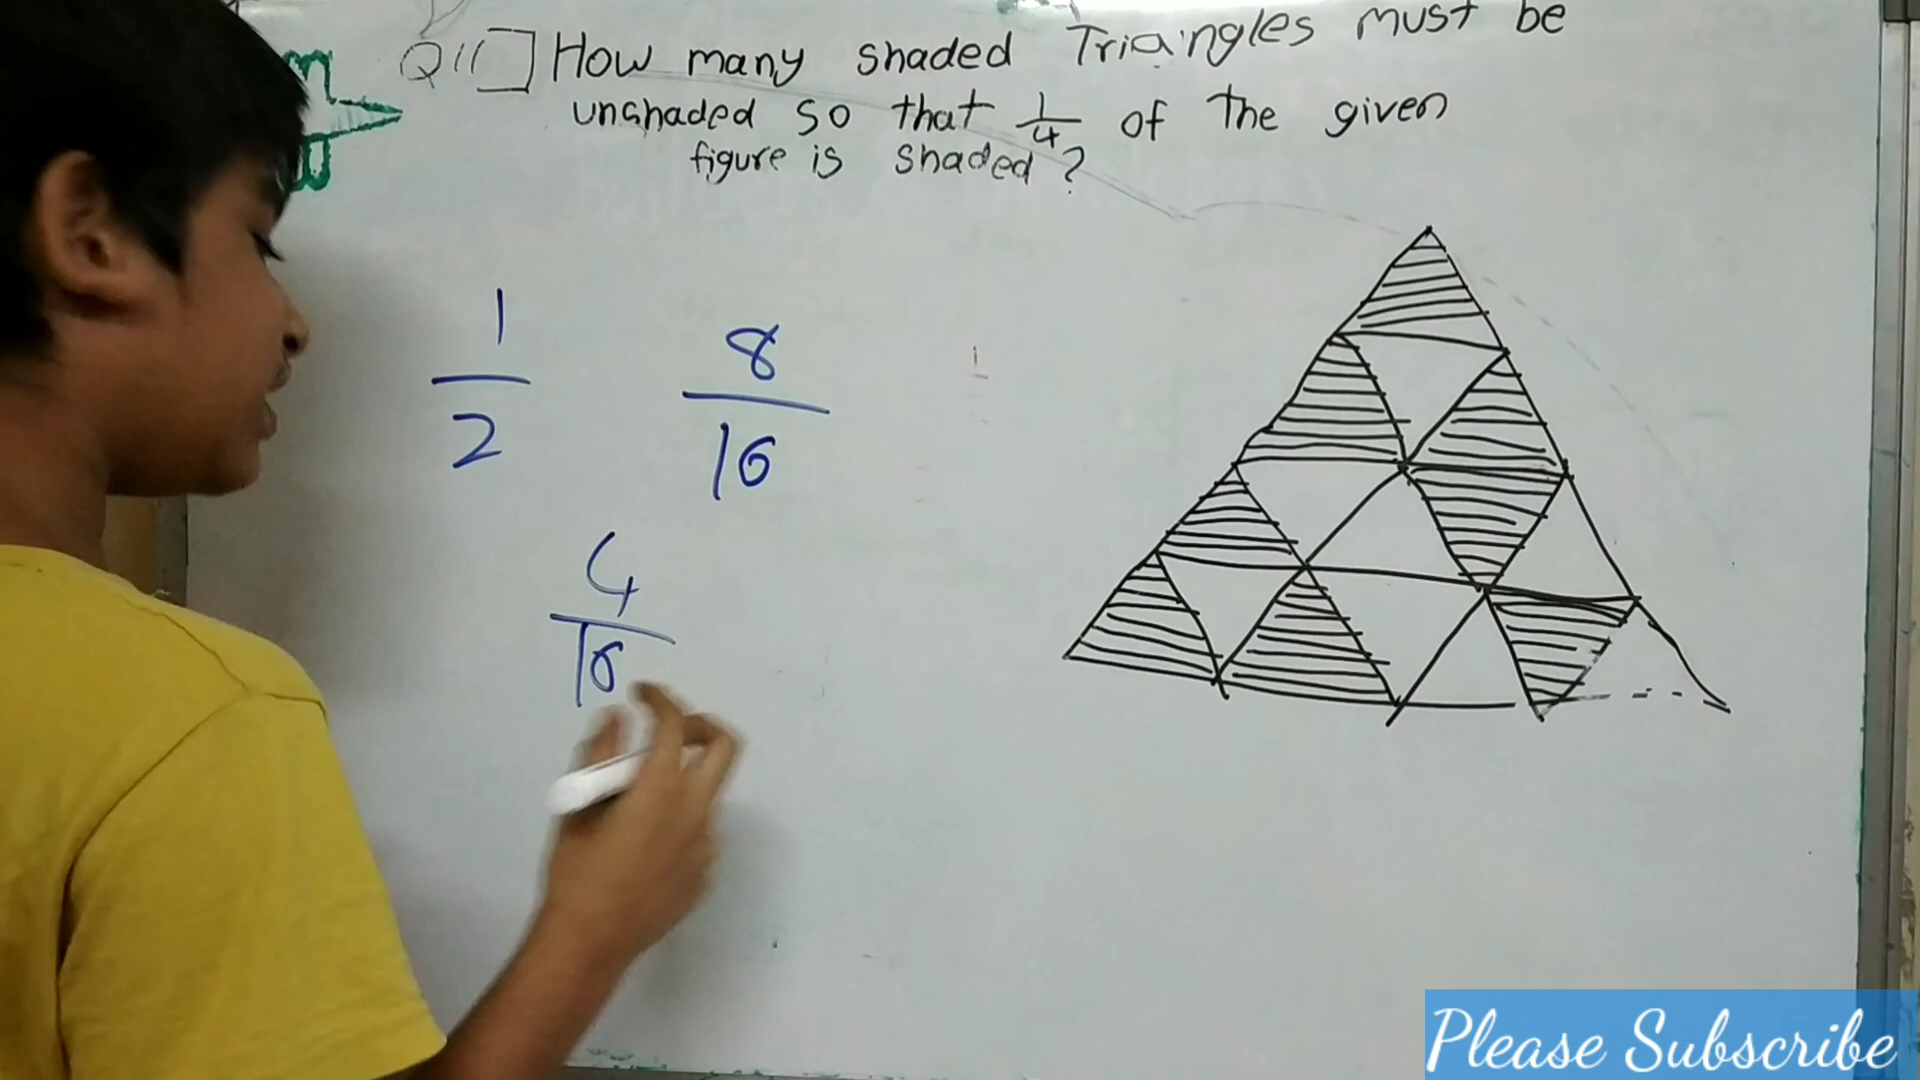 Q11] How many shaded Triangles must be
unshaded so that 1/4 of the given
figure is shaded?
1/2
8/16
4/16
Please Subscribe